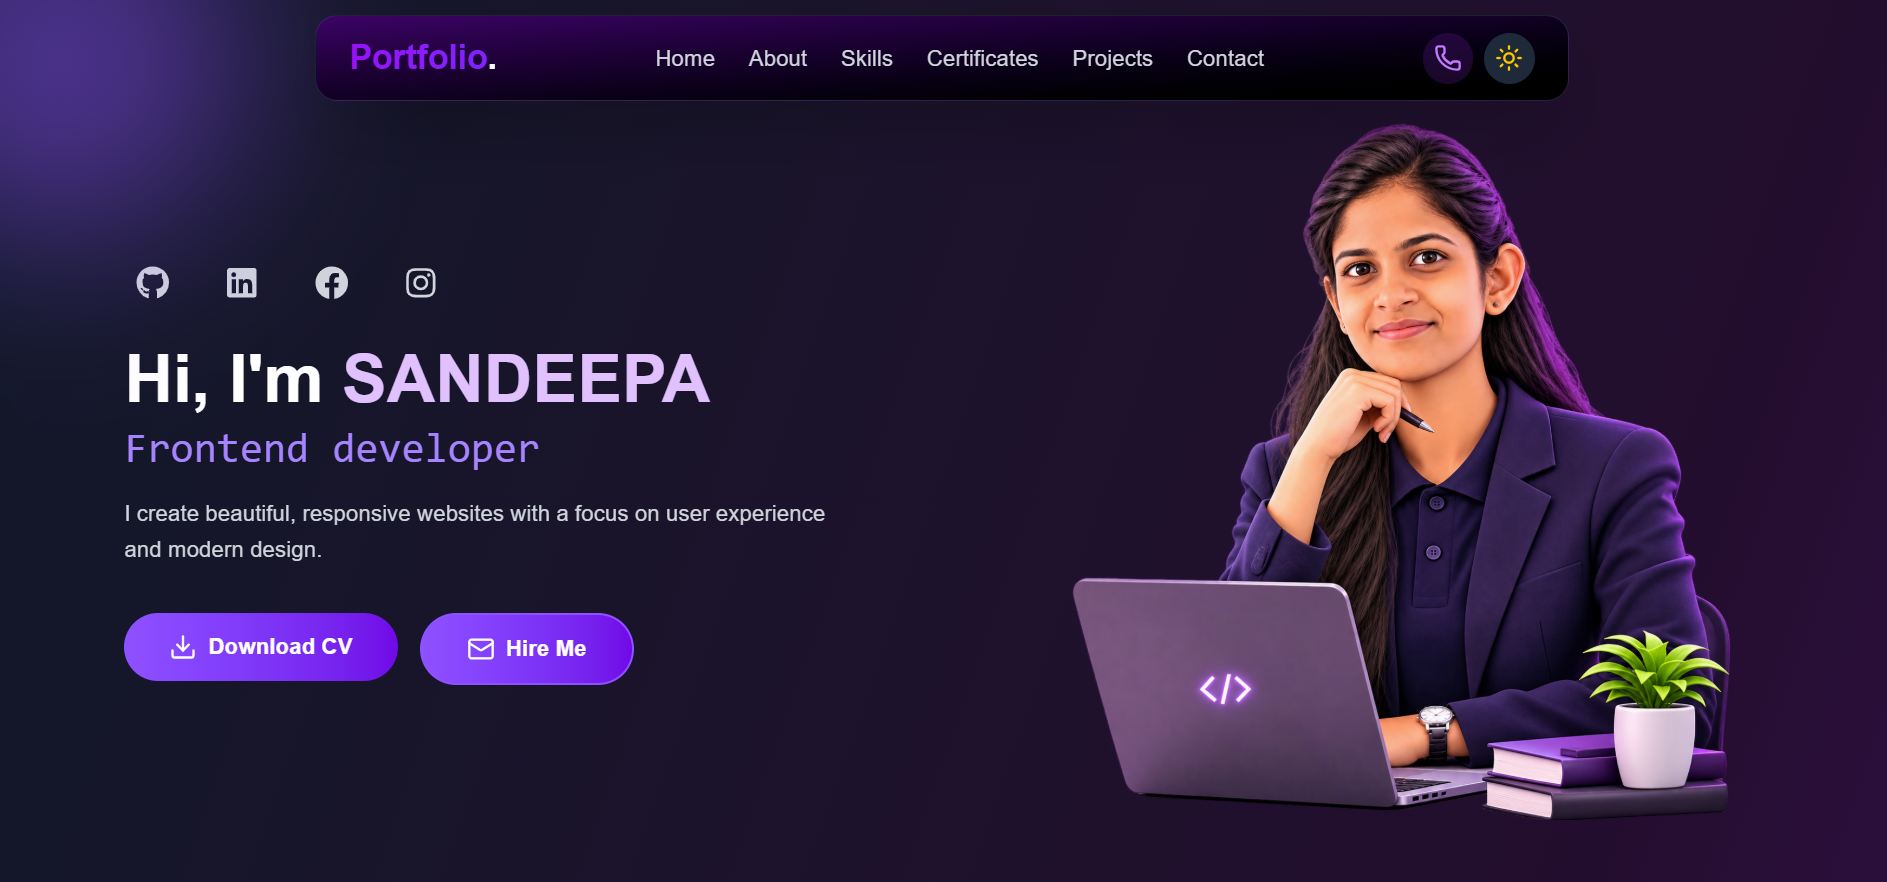 Portfolio.
Home About Skills Certificates Projects Contact
Hi, I'm SANDEEPA
Frontend developer
I create beautiful, responsive websites with a focus on user experience
and modern design.
Download CV
Hire Me
</>